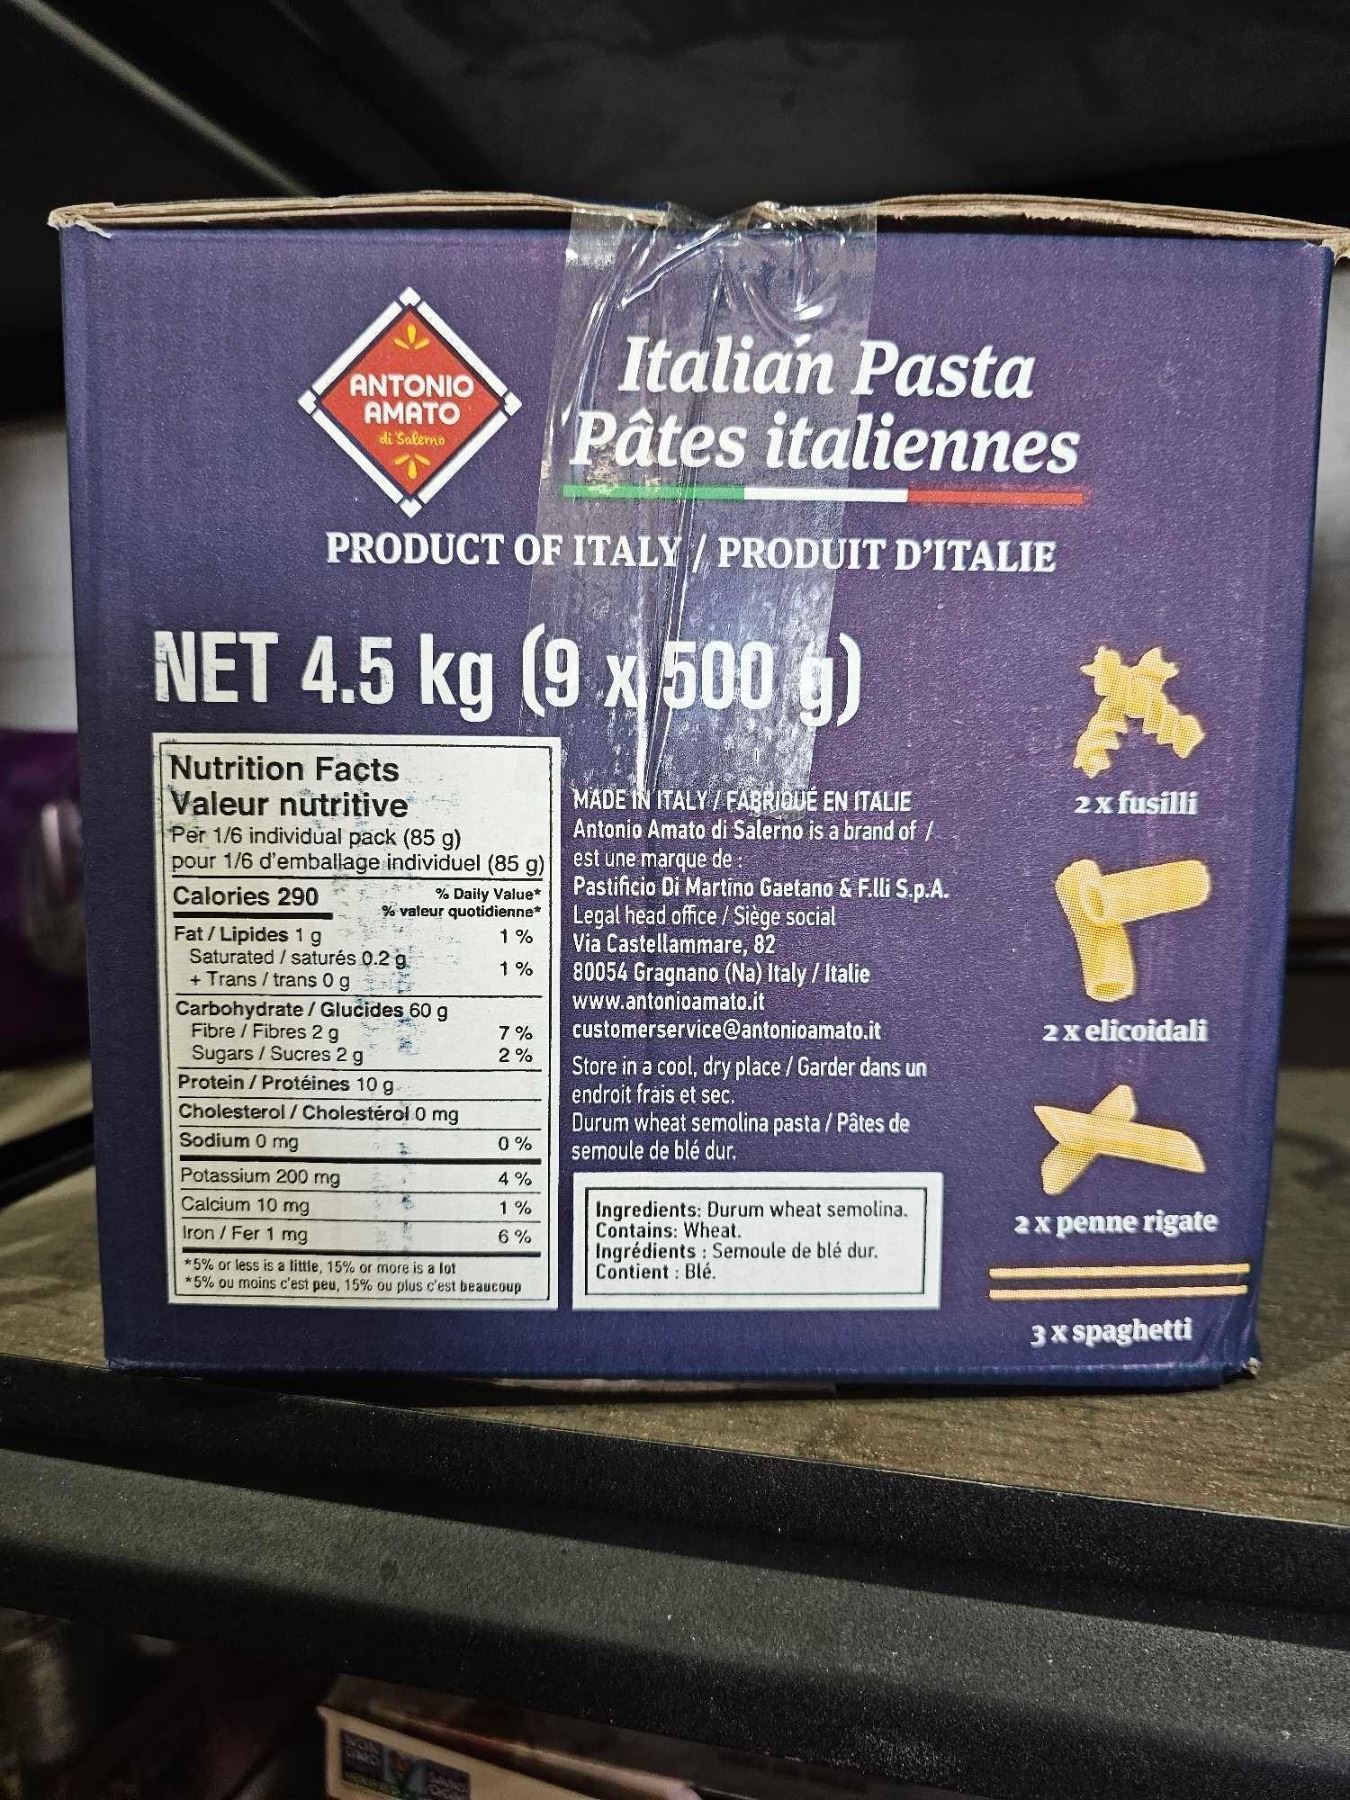 ANTONIO
AMATO
di Salerno
Italian Pasta
Pâtes italiennes
PRODUCT OF ITALY / PRODUIT D'ITALIE
NET 4.5 kg (9 x 500 g)
Nutrition Facts
Valeur nutritive
Per 1/6 individual pack (85 g)
pour 1/6 d'emballage individuel (85 g)
Calories 290
% Daily Value*
% valeur quotidienne*
Fat / Lipides 1 g 1 %
Saturated / saturés 0.2 g
+ Trans / trans 0 g 1 %
Carbohydrate / Glucides 60 g
Fibre / Fibres 2 g 7 %
Sugars / Sucres 2 g 2 %
Protein / Protéines 10 g
Cholesterol / Cholestérol 0 mg
Sodium 0 mg 0 %
Potassium 200 mg 4 %
Calcium 10 mg 1 %
Iron / Fer 1 mg 6 %
*5% or less is a little, 15% or more is a lot
*5% ou moins c'est peu, 15% ou plus c'est beaucoup
MADE IN ITALY / FABRIQUÉ EN ITALIE
Antonio Amato di Salerno is a brand of /
est une marque de :
Pastificio Di Martino Gaetano & F.lli S.p.A.
Legal head office / Siège social
Via Castellammare, 82
80054 Gragnano (Na) Italy / Italie
www.antonioamato.it
customerservice@antonioamato.it
Store in a cool, dry place / Garder dans un
endroit frais et sec.
Durum wheat semolina pasta / Pâtes de
semoule de blé dur.
Ingredients: Durum wheat semolina.
Contains: Wheat.
Ingrédients : Semoule de blé dur.
Contient : Blé.
2 x fusilli
2 x elicoidali
2 x penne rigate
3 x spaghetti
NON
GMO